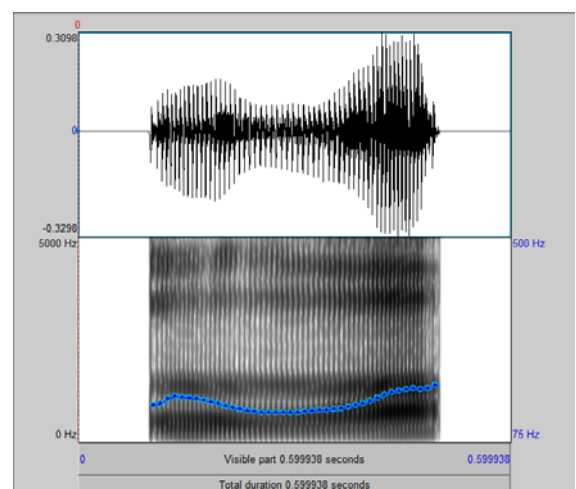 0
0.3098
0
-0.3298
5000 Hz 500 Hz
0 Hz 75 Hz
0 Visible part 0.599938 seconds 0.599938
Total duration 0.599938 seconds